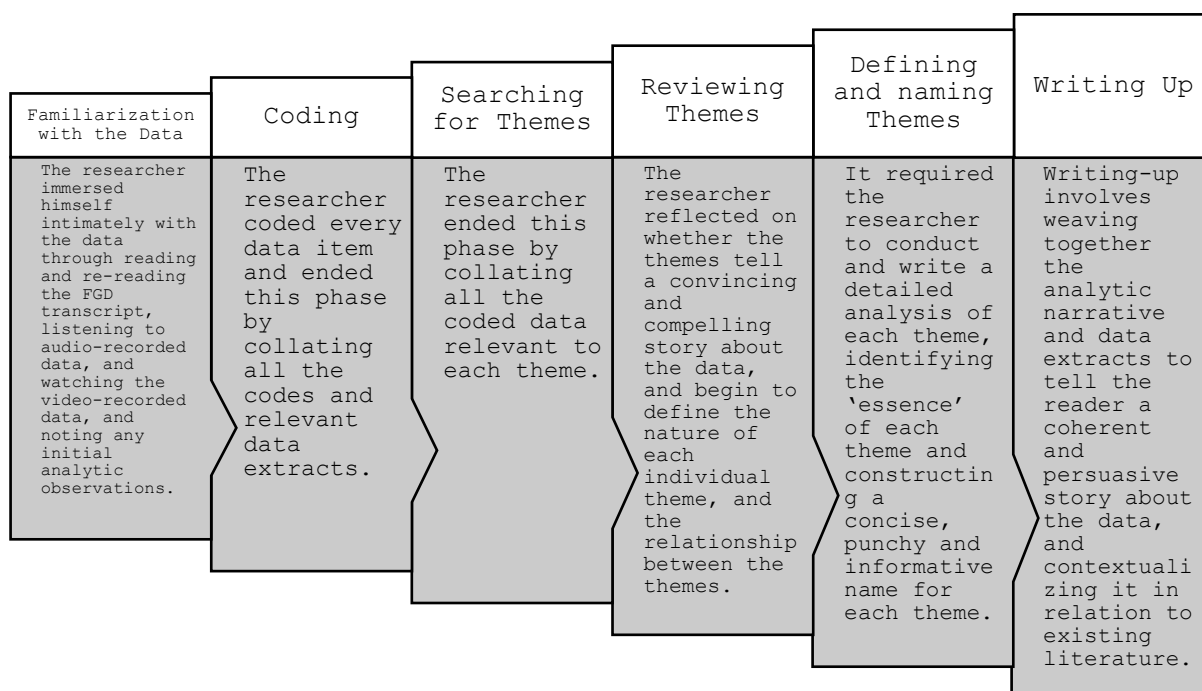 Familiarization
with the Data
The researcher
immersed
himself
intimately with
the data
through reading
and re-reading
the FGD
transcript,
listening to
audio-recorded
data, and
watching the
video-recorded
data, and
noting any
initial
analytic
observations.
Coding
The
researcher
coded every
data item
and ended
this phase
by
collating
all the
codes and
relevant
data
extracts.
Searching
for Themes
The
researcher
ended this
phase by
collating
all the
coded data
relevant to
each theme.
Reviewing
Themes
The
researcher
reflected on
whether the
themes tell
a convincing
and
compelling
story about
the data,
and begin to
define the
nature of
each
individual
theme, and
the
relationship
between the
themes.
Defining
and naming
Themes
It required
the
researcher
to conduct
and write a
detailed
analysis of
each theme,
identifying
the
‘essence’
of each
theme and
constructin
g a
concise,
punchy and
informative
name for
each theme.
Writing Up
Writing-up
involves
weaving
together
the
analytic
narrative
and data
extracts to
tell the
reader a
coherent
and
persuasive
story about
the data,
and
contextuali
zing it in
relation to
existing
literature.